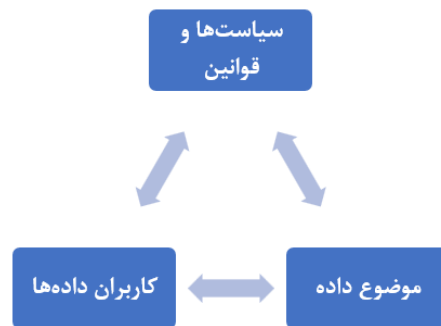 سیاست‌ها و
قوانین
موضوع داده
کاربران داده‌ها